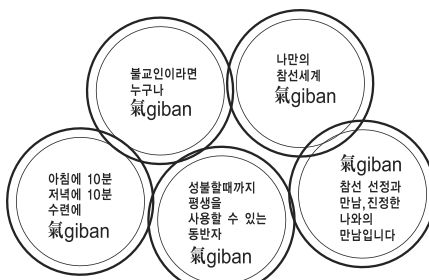 불교인이라면
누구나
氣giban
나만의
참선세계
氣giban
아침에 10분
저녁에 10분
수련에
氣giban
성불할때까지
평생을
사용할 수 있는
동반자
氣giban
氣giban
참선 선정과
만남,진정한
나와의
만남입니다